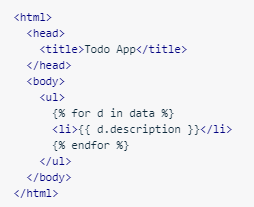 <html>
  <head>
    <title>Todo App</title>
  </head>
  <body>
    <ul>
      {% for d in data %}
      <li>{{ d.description }}</li>
      {% endfor %}
    </ul>
  </body>
</html>